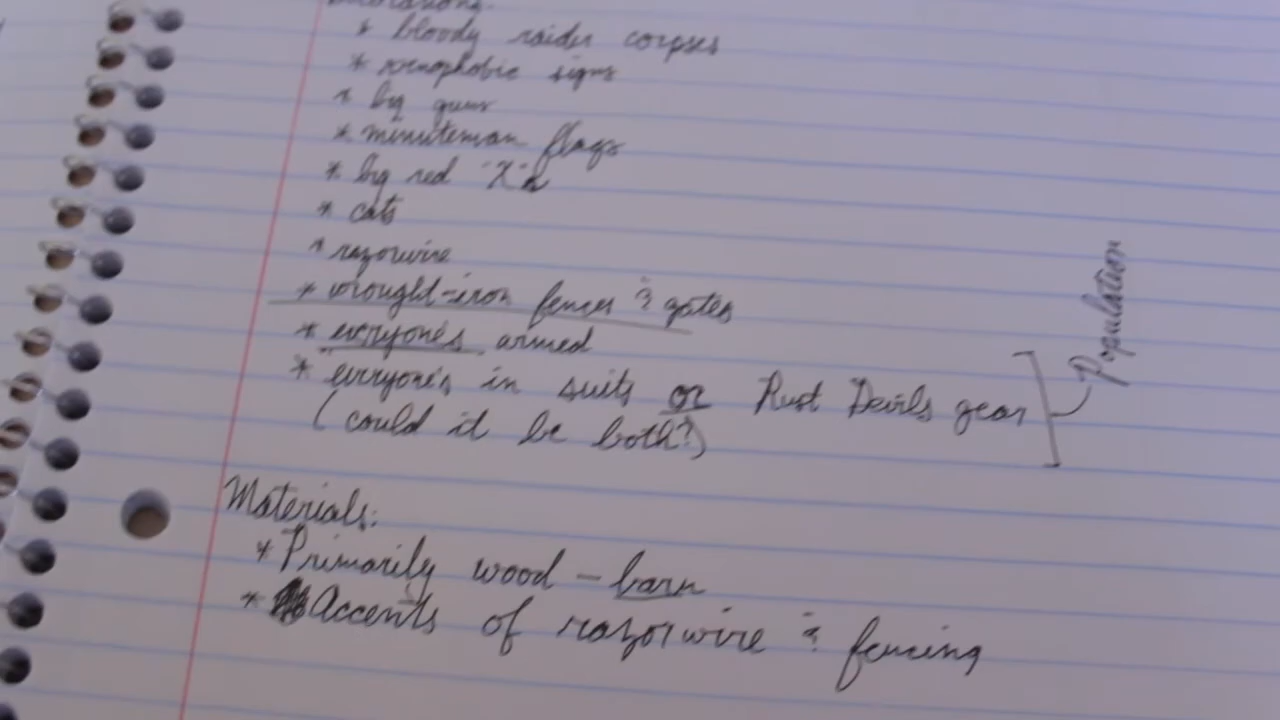 * bloody raider corpses
* xenophobic signs
* big guns
* minuteman flags
* big red "X"s
* cats
* razorwire
* wrought-iron fences & gates
* everyone's armed
* everyone's in suits or Rust Devils gear
(could it be both?)
Population
Materials:
* Primarily wood - barn
* Accents of razorwire & fencing